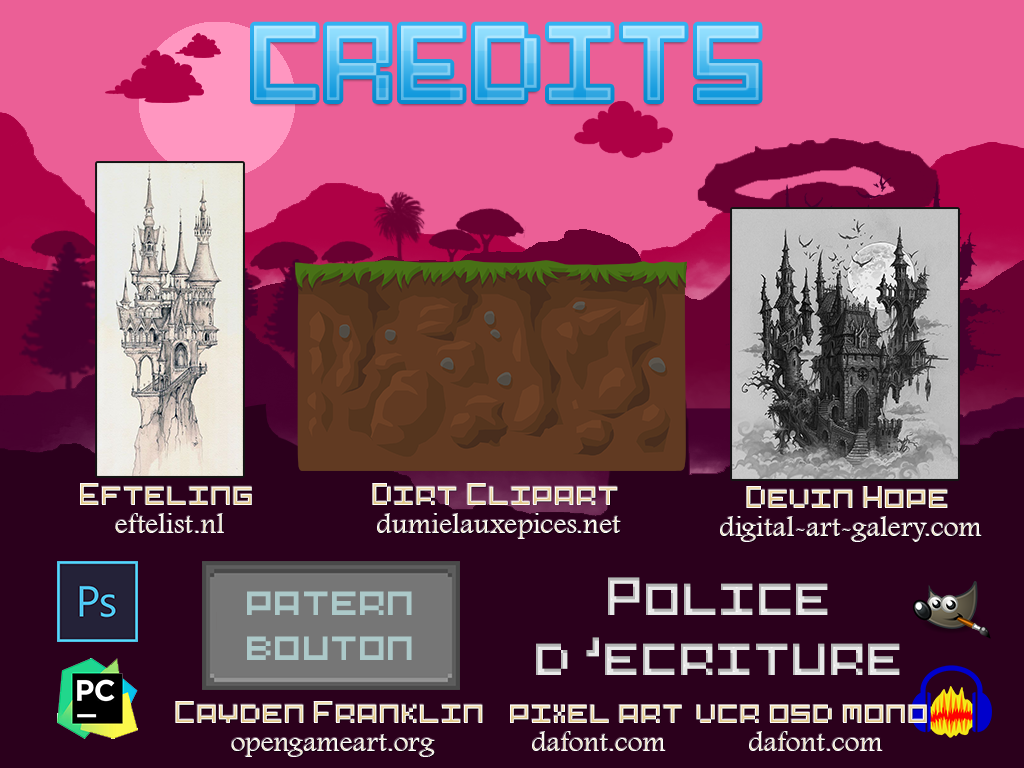 CREDITS
EFTELING
eftelist.nl
DIRT CLIPART
dumielauxepices.net
DEVIN HOPE
digital-art-galery.com
Ps
PATERN
BOUTON
POLICE
D'ECRITURE
PC
CAYDEN FRANKLIN
opengameart.org
PIXEL ART
dafont.com
VCR OSD MONO
dafont.com